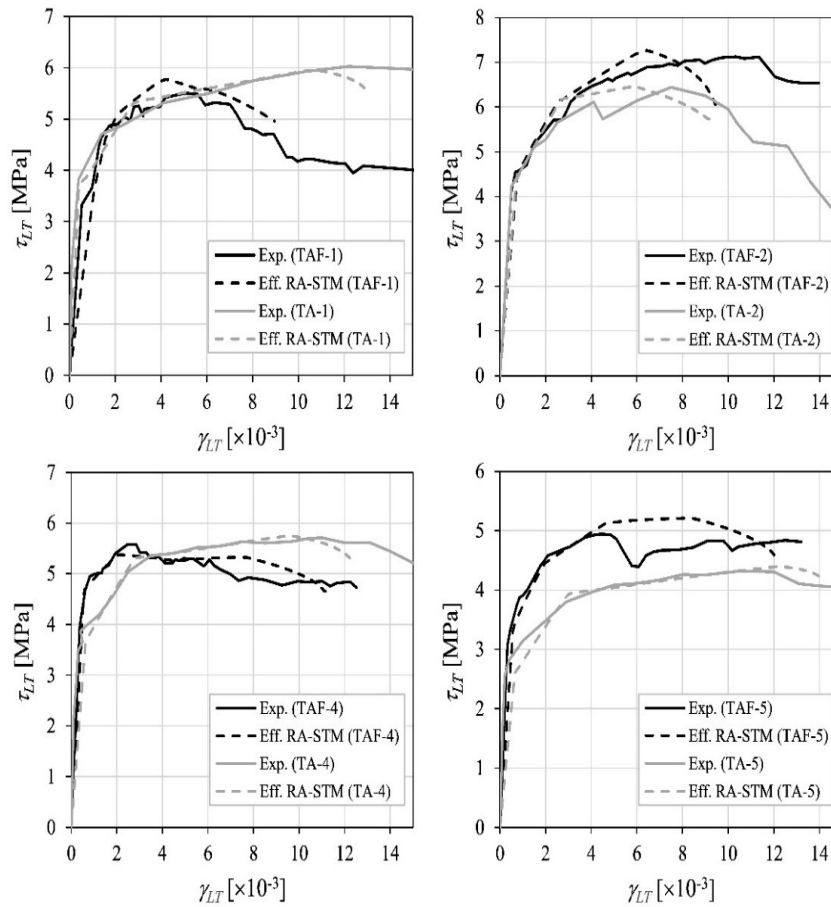 7
6
5
4
3
2
1
0
τLT [MPa]
0 2 4 6 8 10 12 14
γLT [×10-3]
Exp. (TAF-1)
Eff. RA-STM (TAF-1)
Exp. (TA-1)
Eff. RA-STM (TA-1)
8
7
6
5
4
3
2
1
0
τLT [MPa]
0 2 4 6 8 10 12 14
γLT [×10-3]
Exp. (TAF-2)
Eff. RA-STM (TAF-2)
Exp. (TA-2)
Eff. RA-STM (TA-2)
7
6
5
4
3
2
1
0
τLT [MPa]
0 2 4 6 8 10 12 14
γLT [×10-3]
Exp. (TAF-4)
Eff. RA-STM (TAF-4)
Exp. (TA-4)
Eff. RA-STM (TA-4)
6
5
4
3
2
1
0
τLT [MPa]
0 2 4 6 8 10 12 14
γLT [×10-3]
Exp. (TAF-5)
Eff. RA-STM (TAF-5)
Exp. (TA-5)
Eff. RA-STM (TA-5)